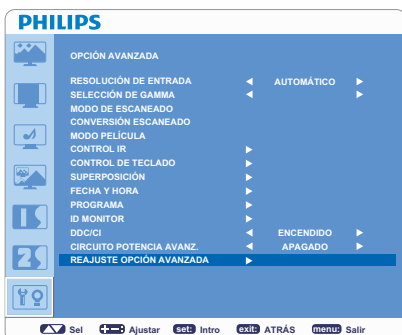 PHILIPS
OPCIÓN AVANZADA
RESOLUCIÓN DE ENTRADA AUTOMÁTICO
SELECCIÓN DE GAMMA
MODO DE ESCANEADO
CONVERSIÓN ESCANEADO
MODO PELÍCULA
CONTROL IR
CONTROL DE TECLADO
SUPERPOSICIÓN
FECHA Y HORA
PROGRAMA
ID MONITOR
DDC/CI ENCENDIDO
CIRCUITO POTENCIA AVANZ. APAGADO
REAJUSTE OPCIÓN AVANZADA
Sel Ajustar set: Intro exit: ATRÁS menu: Salir